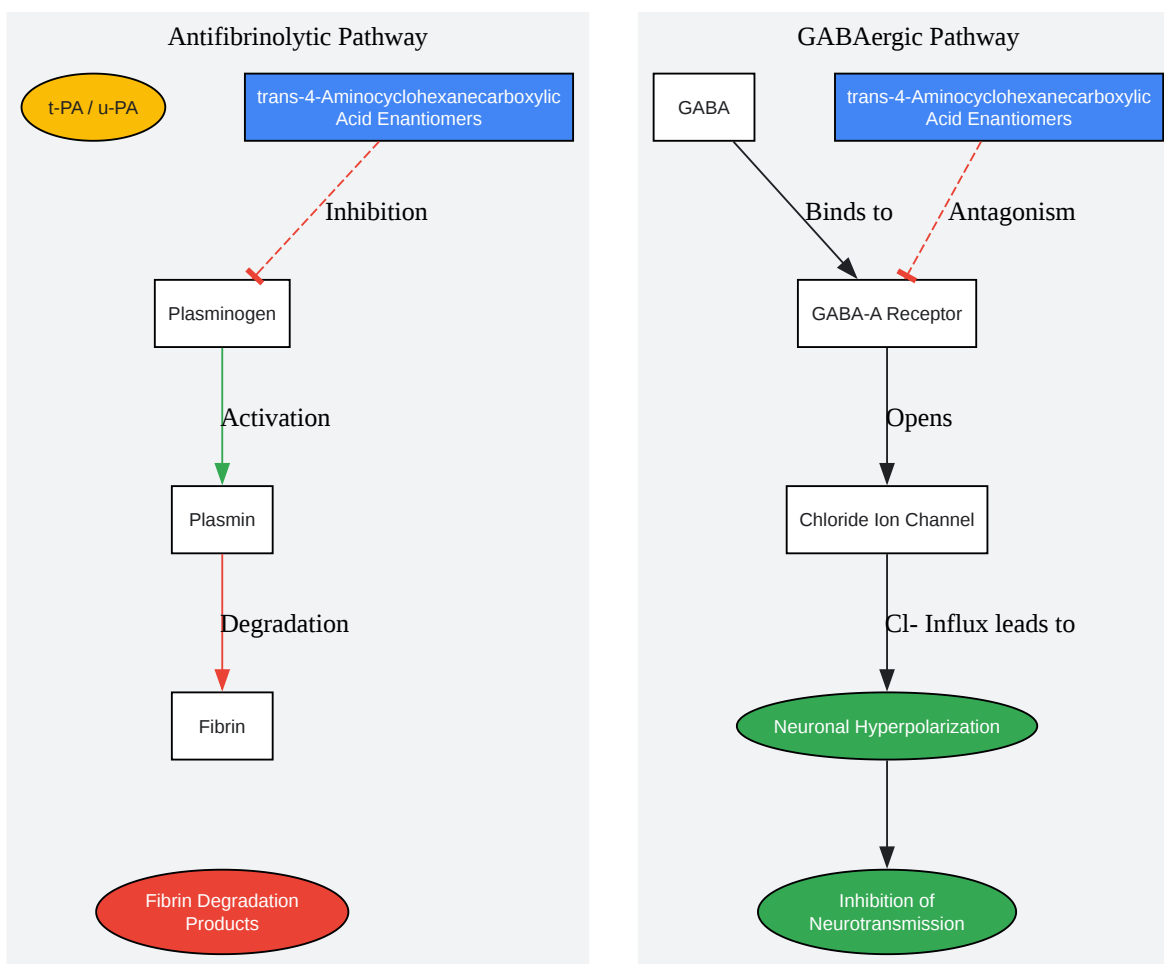 Antifibrinolytic Pathway
t-PA / u-PA
trans-4-Aminocyclohexanecarboxylic
Acid Enantiomers
Inhibition
Plasminogen
Activation
Plasmin
Degradation
Fibrin
Fibrin Degradation
Products
GABAergic Pathway
GABA
trans-4-Aminocyclohexanecarboxylic
Acid Enantiomers
Binds to
Antagonism
GABA-A Receptor
Opens
Chloride Ion Channel
Cl- Influx leads to
Neuronal Hyperpolarization
Inhibition of
Neurotransmission